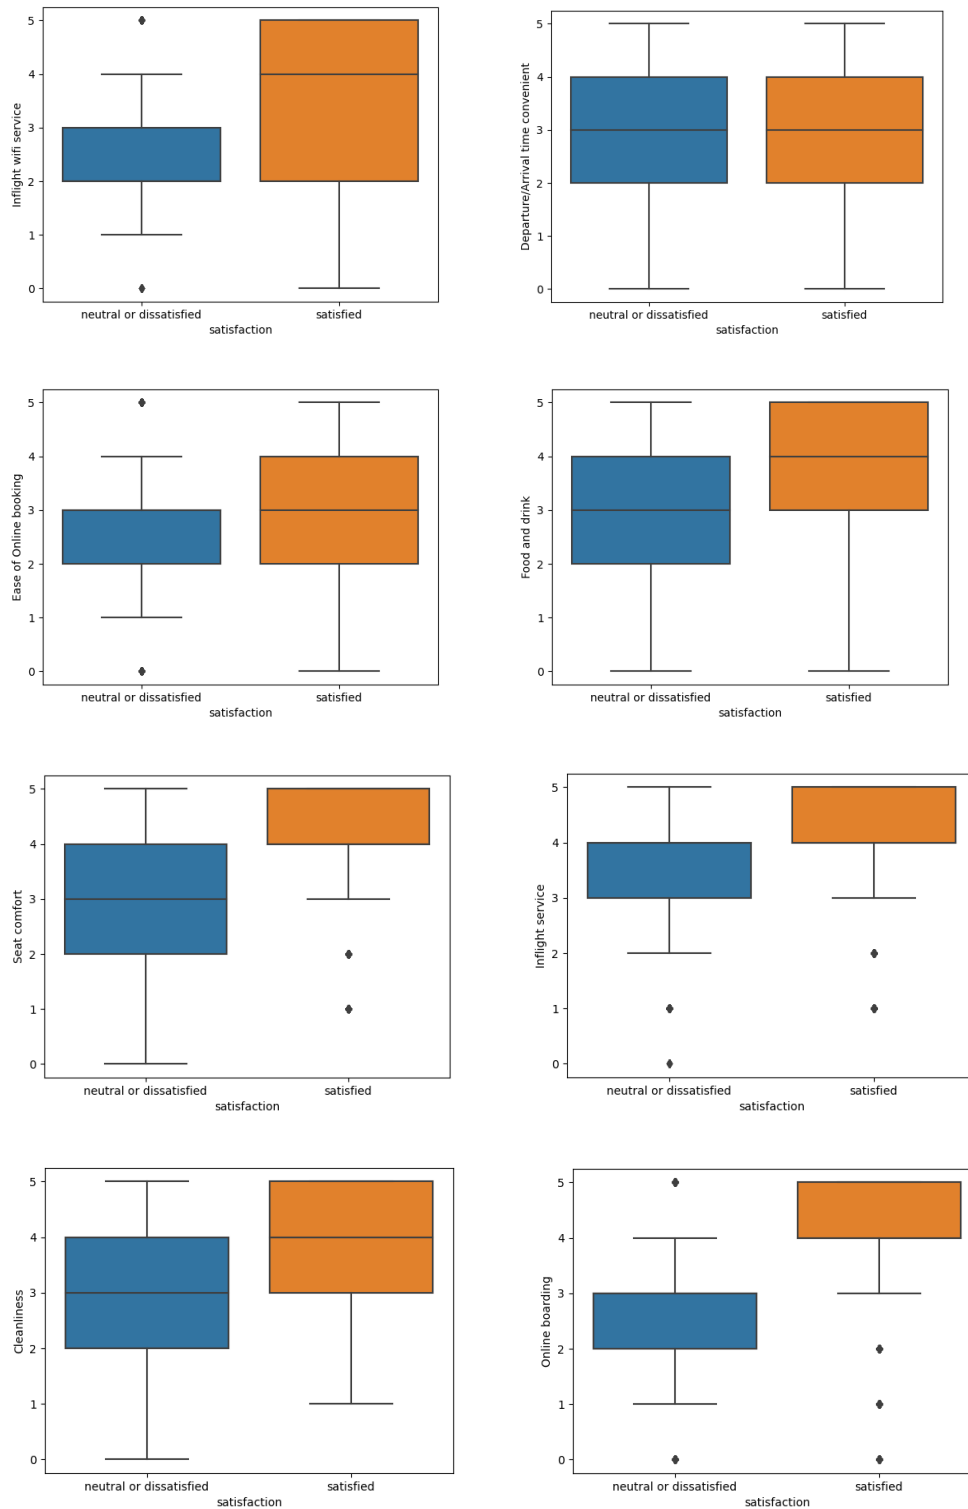 Inflight wifi service
5
4
3
2
1
0
neutral or dissatisfied
satisfied
satisfaction
Departure/Arrival time convenient
5
4
3
2
1
0
neutral or dissatisfied
satisfied
satisfaction
Ease of Online booking
5
4
3
2
1
0
neutral or dissatisfied
satisfied
satisfaction
Food and drink
5
4
3
2
1
0
neutral or dissatisfied
satisfied
satisfaction
Seat comfort
5
4
3
2
1
0
neutral or dissatisfied
satisfied
satisfaction
Inflight service
5
4
3
2
1
0
neutral or dissatisfied
satisfied
satisfaction
Cleanliness
5
4
3
2
1
0
neutral or dissatisfied
satisfied
satisfaction
Online boarding
5
4
3
2
1
0
neutral or dissatisfied
satisfied
satisfaction